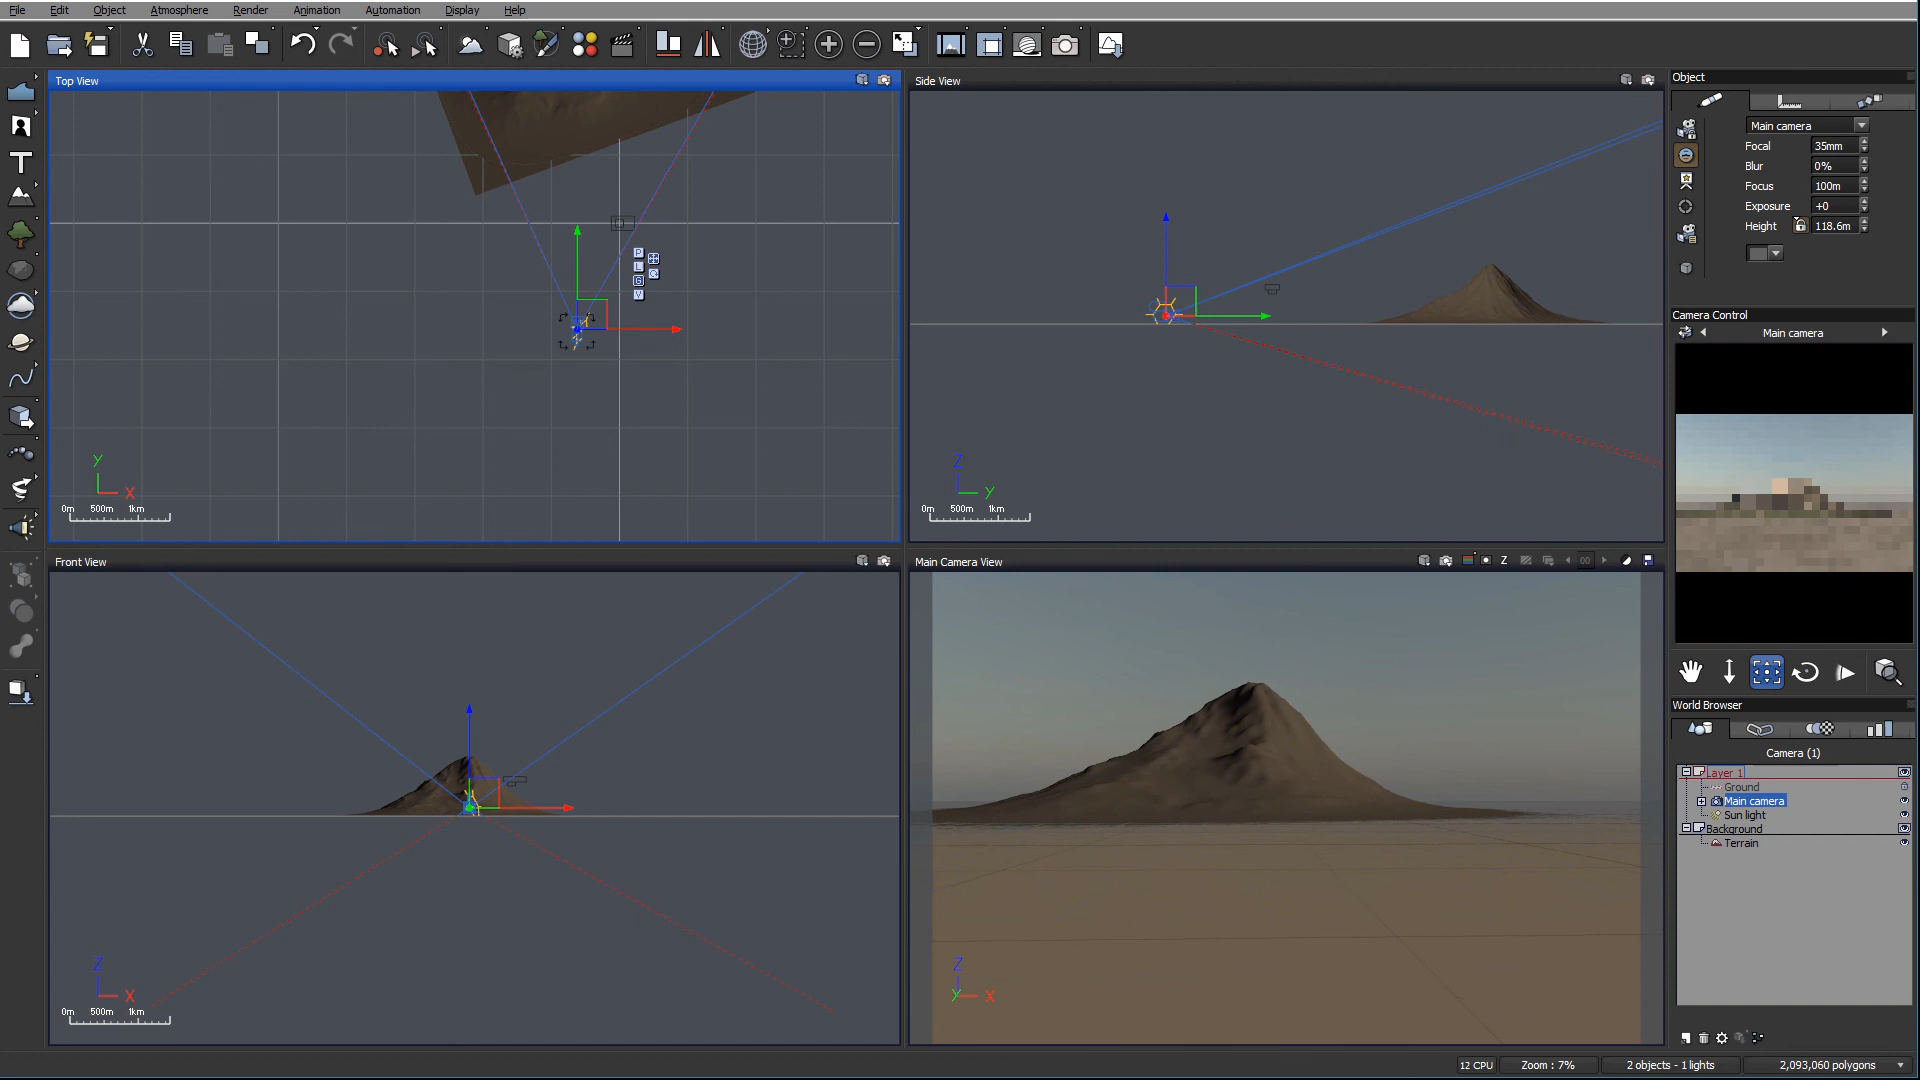 File Edit Object Atmosphere Render Animation Automation Display Help
Top View
Side View
Object
Main camera
Focal 35mm
Blur 0%
Focus 100m
Exposure +0
Height 118.6m
P
L
G
V
Y
X
0m 500m 1km
Z
Y
0m 500m 1km
Camera Control
Main camera
Front View
Main Camera View
Z
00
Z
X
0m 500m 1km
Z
Y
X
World Browser
Camera (1)
Layer 1
Ground
Main camera
Sun light
Background
Terrain
12 CPU
Zoom : 7%
2 objects - 1 lights
2,093,060 polygons